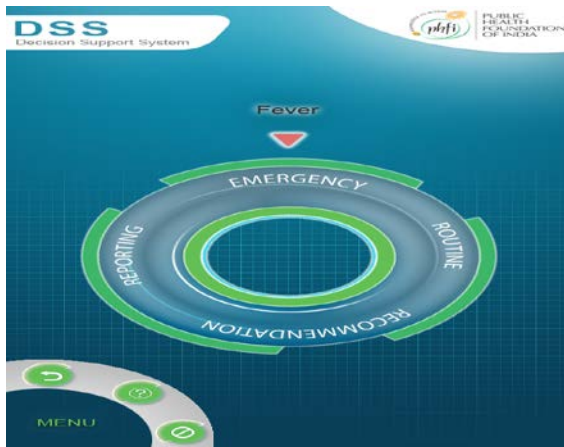 DSS
Decision Support System
phfi
PUBLIC
HEALTH
FOUNDATION
OF INDIA
Fever
EMERGENCY
REPORTING
ROUTINE
RECOMMENDATION
?
MENU